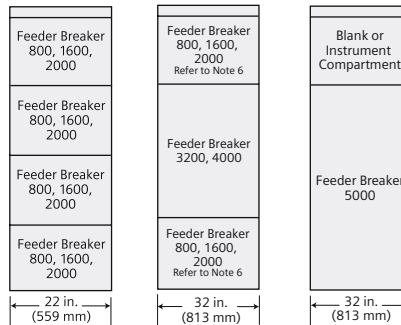 Feeder Breaker
800, 1600,
2000
Feeder Breaker
800, 1600,
2000
Feeder Breaker
800, 1600,
2000
Feeder Breaker
800, 1600,
2000
22 in.
(559 mm)
Feeder Breaker
800, 1600,
2000
Refer to Note 6
Feeder Breaker
3200, 4000
Feeder Breaker
800, 1600,
2000
Refer to Note 6
32 in.
(813 mm)
Blank or
Instrument
Compartment
Feeder Breaker
5000
32 in.
(813 mm)